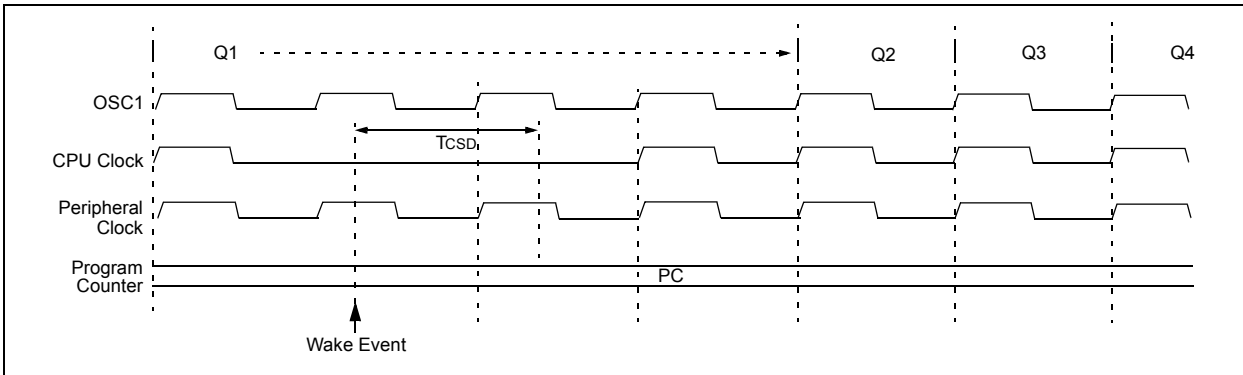 Q1 Q2 Q3 Q4
OSC1
TCSD
CPU Clock
Peripheral
Clock
Program
Counter
PC
Wake Event